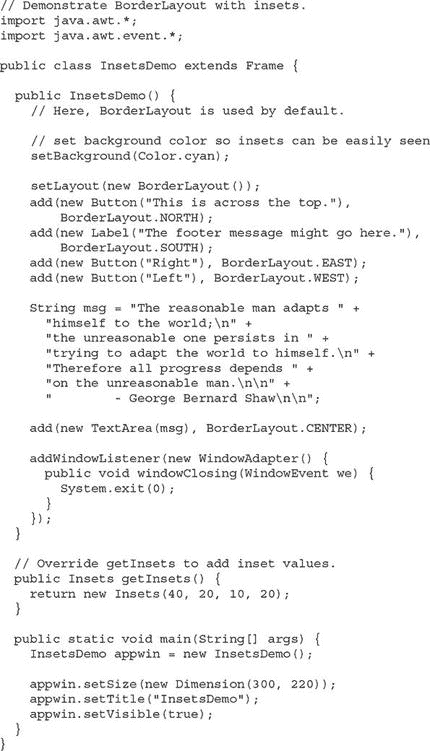 // Demonstrate BorderLayout with insets.
import java.awt.*;
import java.awt.event.*;

public class InsetsDemo extends Frame {

  public InsetsDemo() {
    // Here, BorderLayout is used by default.

    // set background color so insets can be easily seen
    setBackground(Color.cyan);

    setLayout(new BorderLayout());
    add(new Button("This is across the top."),
        BorderLayout.NORTH);
    add(new Label("The footer message might go here."),
        BorderLayout.SOUTH);
    add(new Button("Right"), BorderLayout.EAST);
    add(new Button("Left"), BorderLayout.WEST);

    String msg = "The reasonable man adapts " +
      "himself to the world;\n" +
      "the unreasonable one persists in " +
      "trying to adapt the world to himself.\n" +
      "Therefore all progress depends " +
      "on the unreasonable man.\n\n" +
      "        - George Bernard Shaw\n\n";

    add(new TextArea(msg), BorderLayout.CENTER);

    addWindowListener(new WindowAdapter() {
      public void windowClosing(WindowEvent we) {
        System.exit(0);
      }
    });
  }

  // Override getInsets to add inset values.
  public Insets getInsets() {
    return new Insets(40, 20, 10, 20);
  }

  public static void main(String[] args) {
    InsetsDemo appwin = new InsetsDemo();

    appwin.setSize(new Dimension(300, 220));
    appwin.setTitle("InsetsDemo");
    appwin.setVisible(true);
  }
}